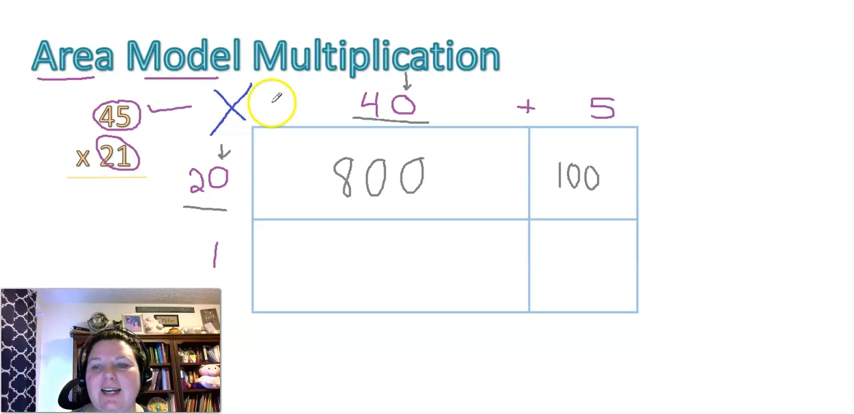 Area Model Multiplication
45
x 21
X 40 + 5
20 800 100
1